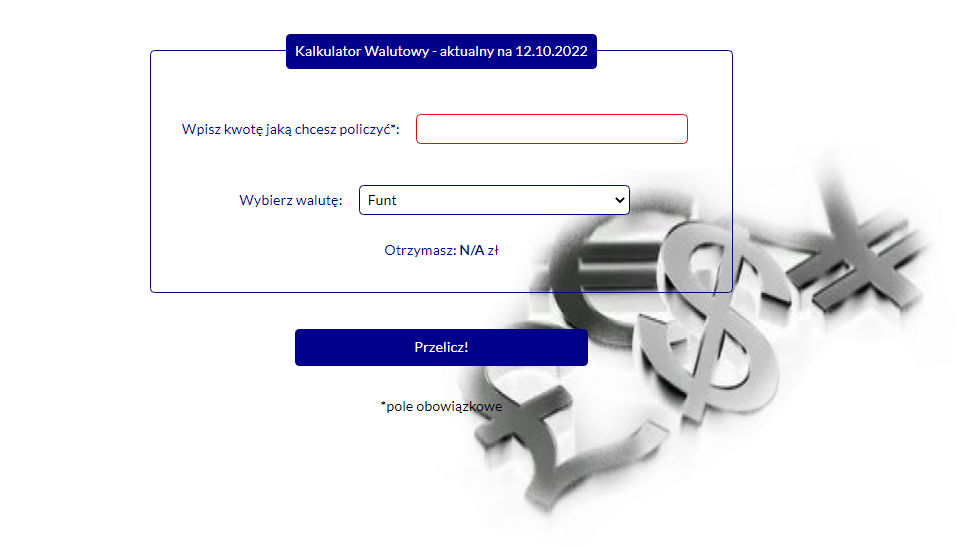 Kalkulator Walutowy - aktualny na 12.10.2022
Wpisz kwotę jaką chcesz policzyć*:
Wybierz walutę: Funt
Otrzymasz: N/A zł
Przelicz!
*pole obowiązkowe